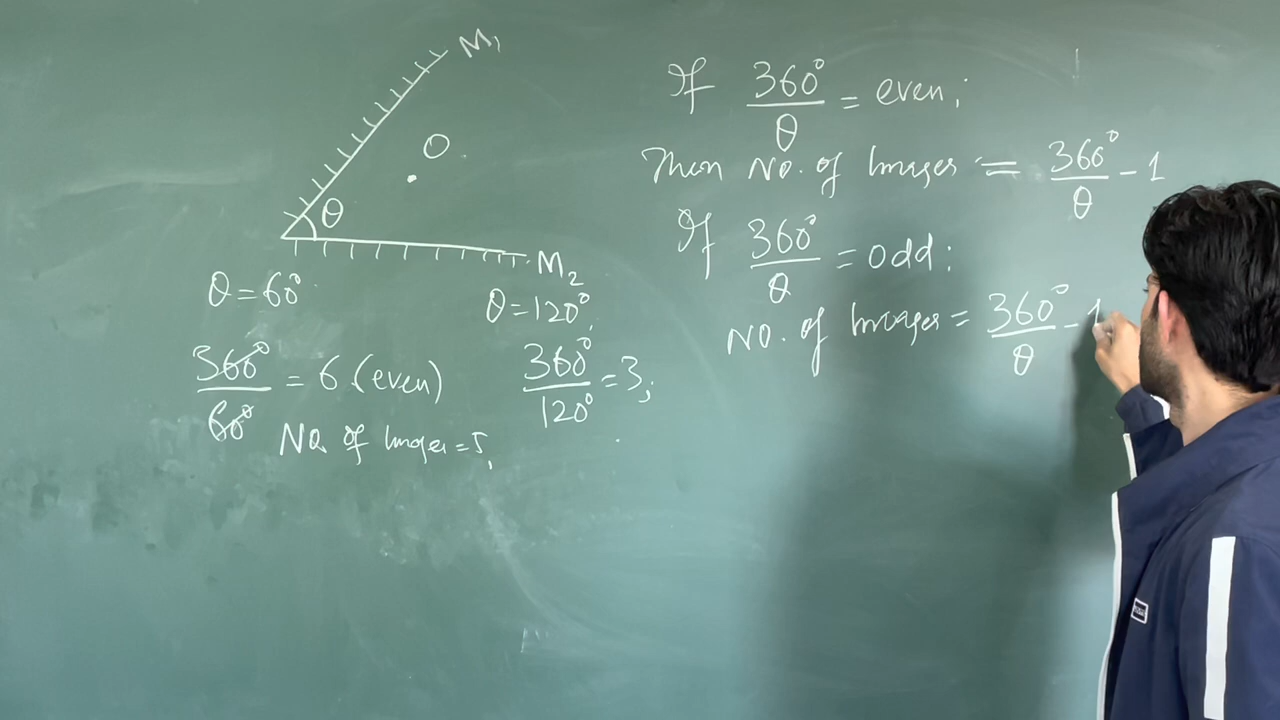 M₁
O
θ
M₂
θ = 60°
360°/60° = 6 (even)
No. of Images = 5,
θ = 120°,
360°/120° = 3,
If 360°/θ = even;
Then No. of Images = 360°/θ - 1
If 360°/θ = odd:
No. of Images = 360°/θ - 1